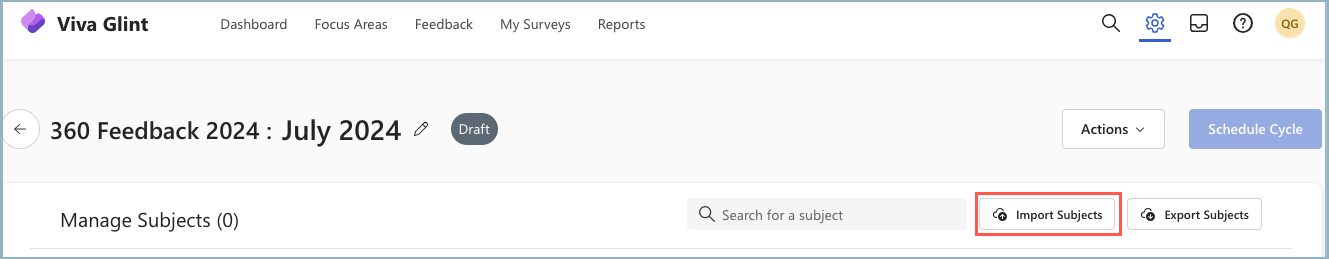 Viva Glint Dashboard Focus Areas Feedback My Surveys Reports QG
360 Feedback 2024 : July 2024 Draft Actions Schedule Cycle
Manage Subjects (0) Search for a subject Import Subjects Export Subjects